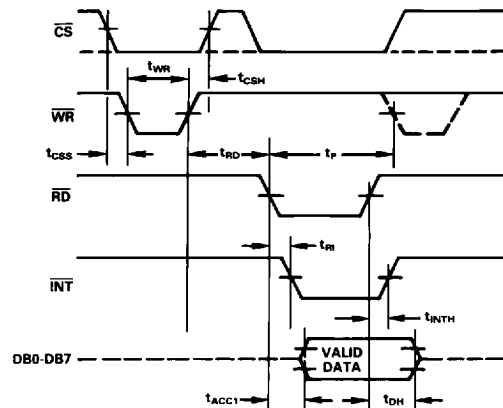 CS
tWR
tCSH
WR
tCSS
tRD
tP
RD
tRI
INT
tINTH
DB0-DB7
VALID
DATA
tACC1
tDH